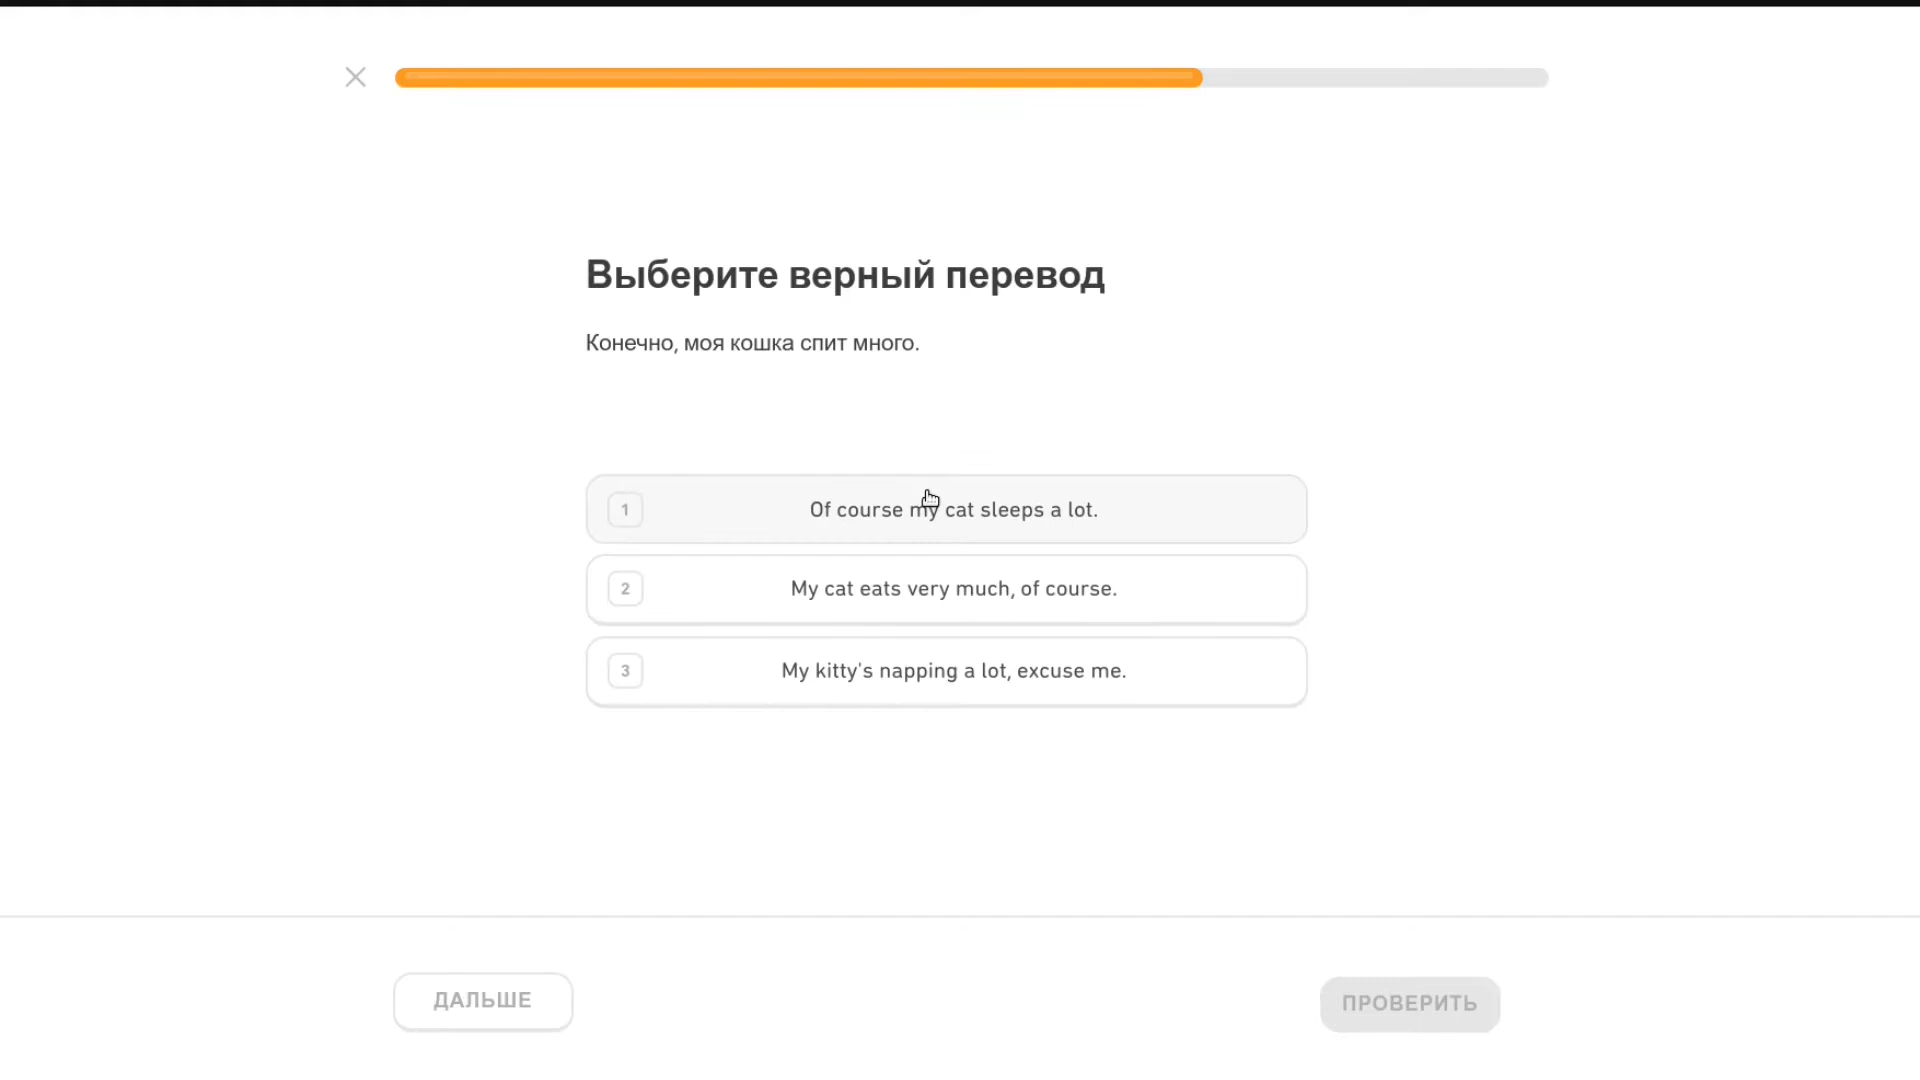 Выберите верный перевод
Конечно, моя кошка спит много.
1 Of course my cat sleeps a lot.
2 My cat eats very much, of course.
3 My kitty's napping a lot, excuse me.
ДАЛЬШЕ
ПРОВЕРИТЬ